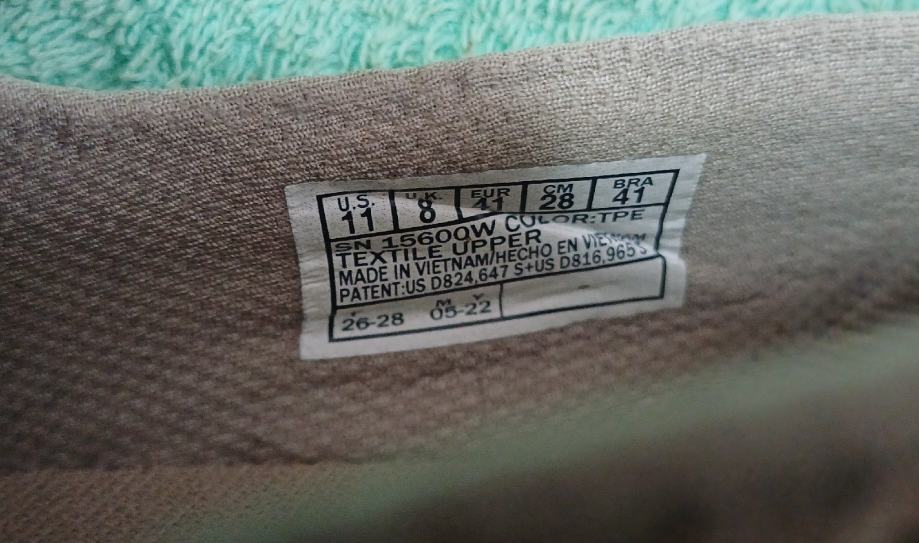 U.S. U.K. EUR CM BRA
11 8 41 28 41
SN 15600W COLOR:TPE
TEXTILE UPPER
MADE IN VIETNAM/HECHO EN VIETNAM
PATENT:US D824,647 S+US D816,965 S
M Y
26-28 05-22